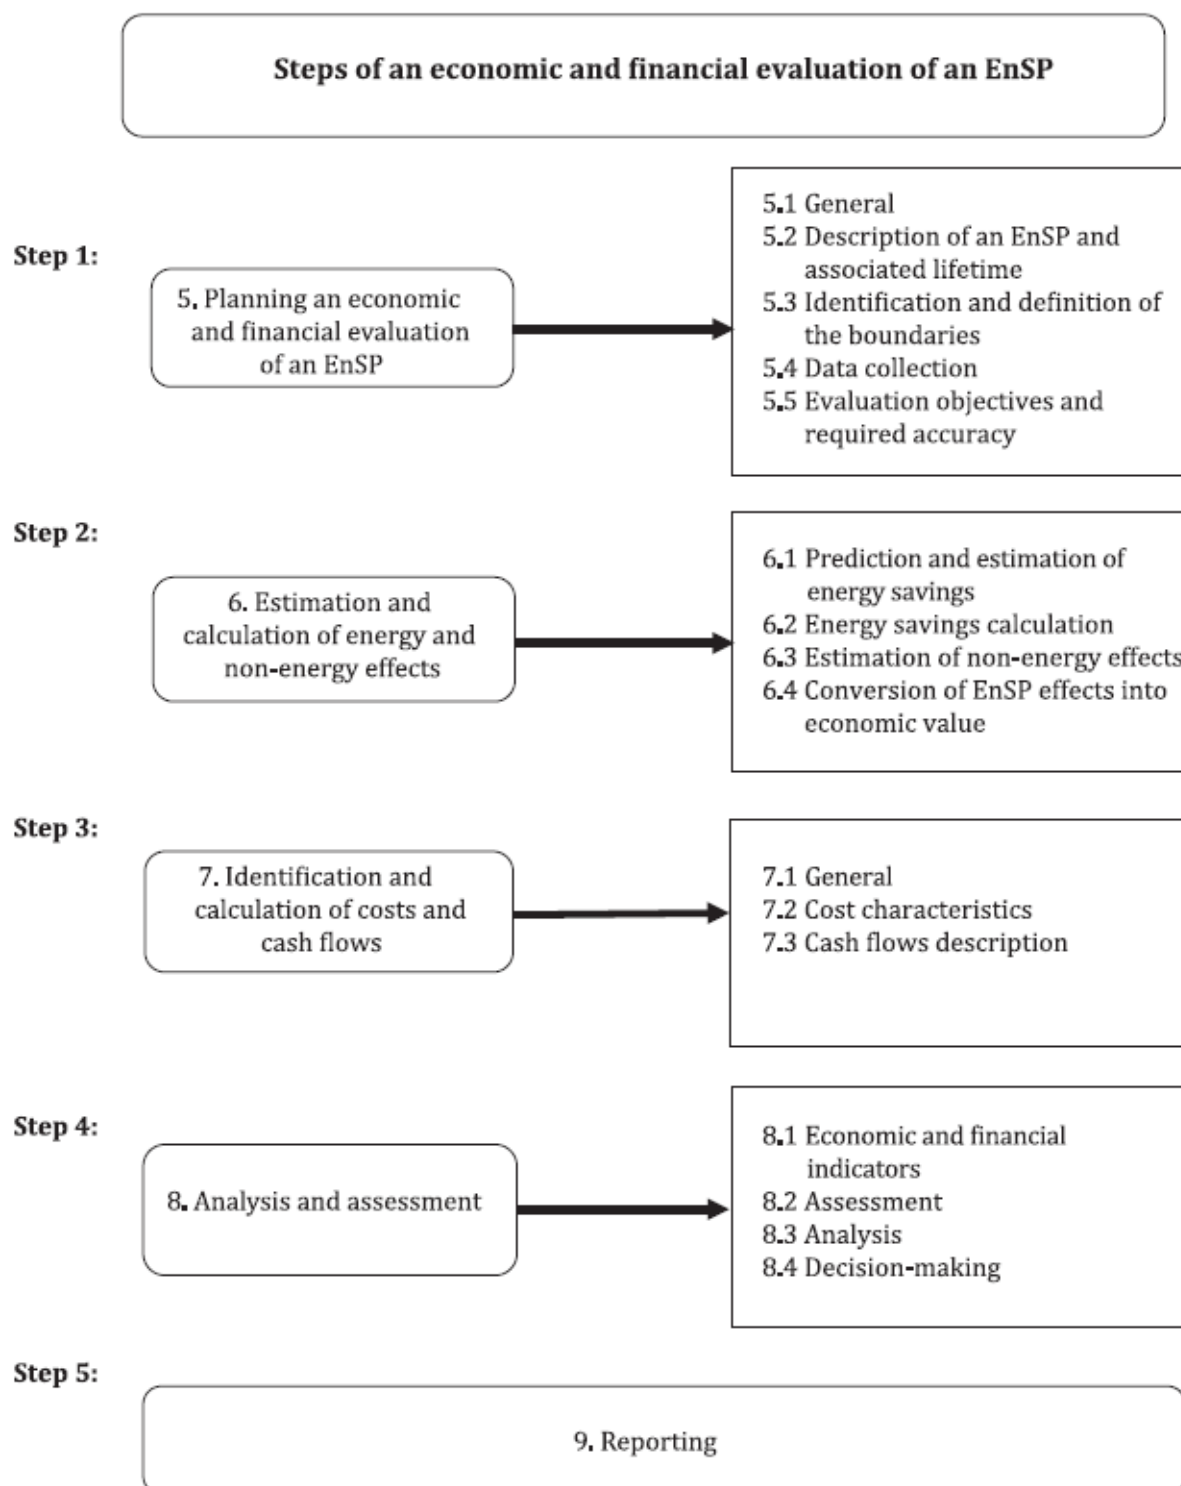 Steps of an economic and financial evaluation of an EnSP
Step 1:
5. Planning an economic
and financial evaluation
of an EnSP
5.1 General
5.2 Description of an EnSP and
associated lifetime
5.3 Identification and definition of
the boundaries
5.4 Data collection
5.5 Evaluation objectives and
required accuracy
Step 2:
6. Estimation and
calculation of energy and
non-energy effects
6.1 Prediction and estimation of
energy savings
6.2 Energy savings calculation
6.3 Estimation of non-energy effects
6.4 Conversion of EnSP effects into
economic value
Step 3:
7. Identification and
calculation of costs and
cash flows
7.1 General
7.2 Cost characteristics
7.3 Cash flows description
Step 4:
8. Analysis and assessment
8.1 Economic and financial
indicators
8.2 Assessment
8.3 Analysis
8.4 Decision-making
Step 5:
9. Reporting